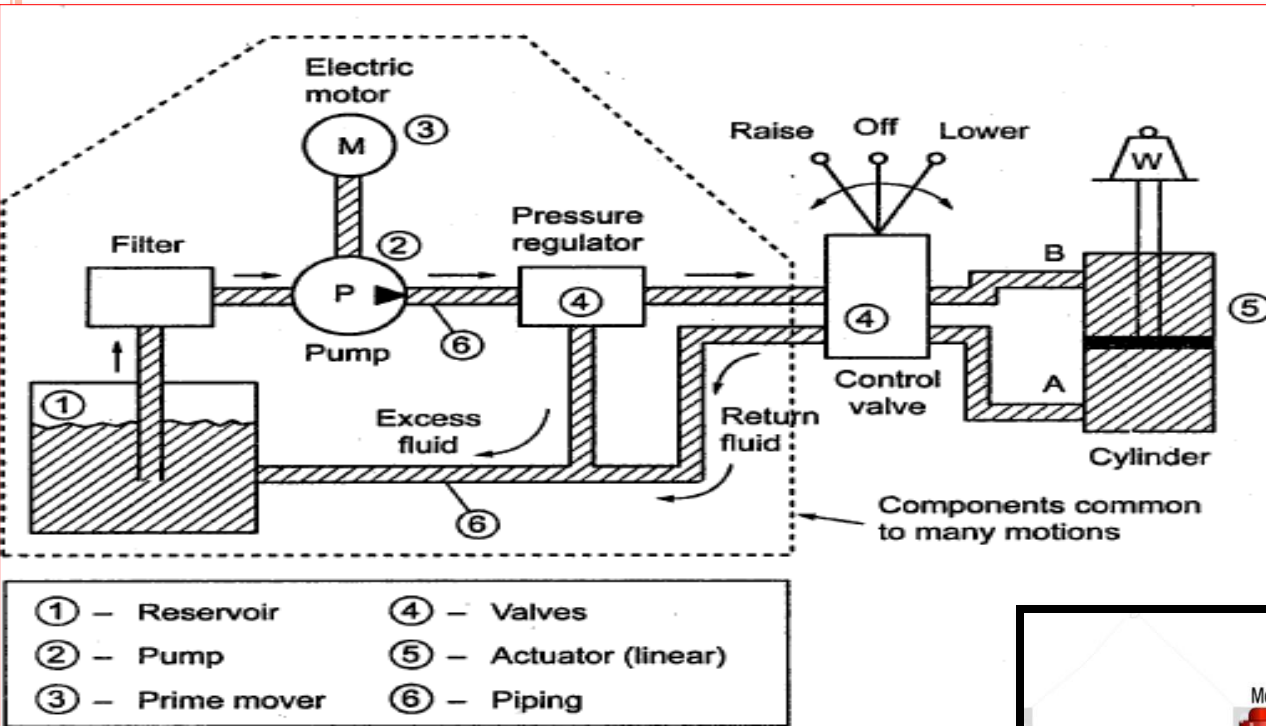 Electric
motor
③
M
Raise
Off
Lower
W
Filter
②
Pressure
regulator
P
④
⑥
Pump
B
⑤
④
①
Control
valve
A
Excess
fluid
Return
fluid
Cylinder
⑥
Components common
to many motions
① – Reservoir
② – Pump
③ – Prime mover
④ – Valves
⑤ – Actuator (linear)
⑥ – Piping